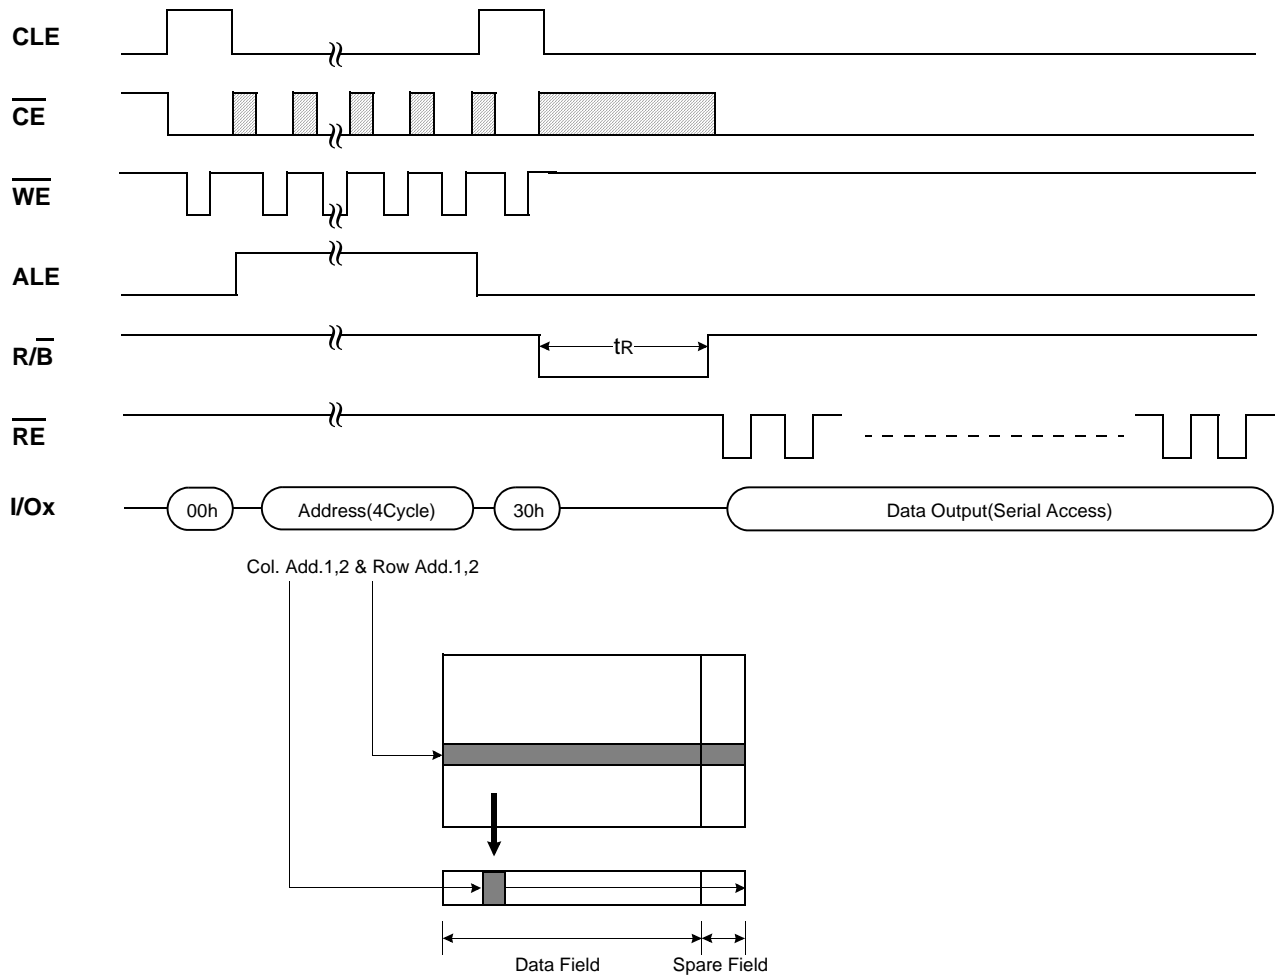 CLE
CE
WE
ALE
R/B
tR
RE
I/Ox
00h
Address(4Cycle)
30h
Data Output(Serial Access)
Col. Add.1,2 & Row Add.1,2
Data Field
Spare Field